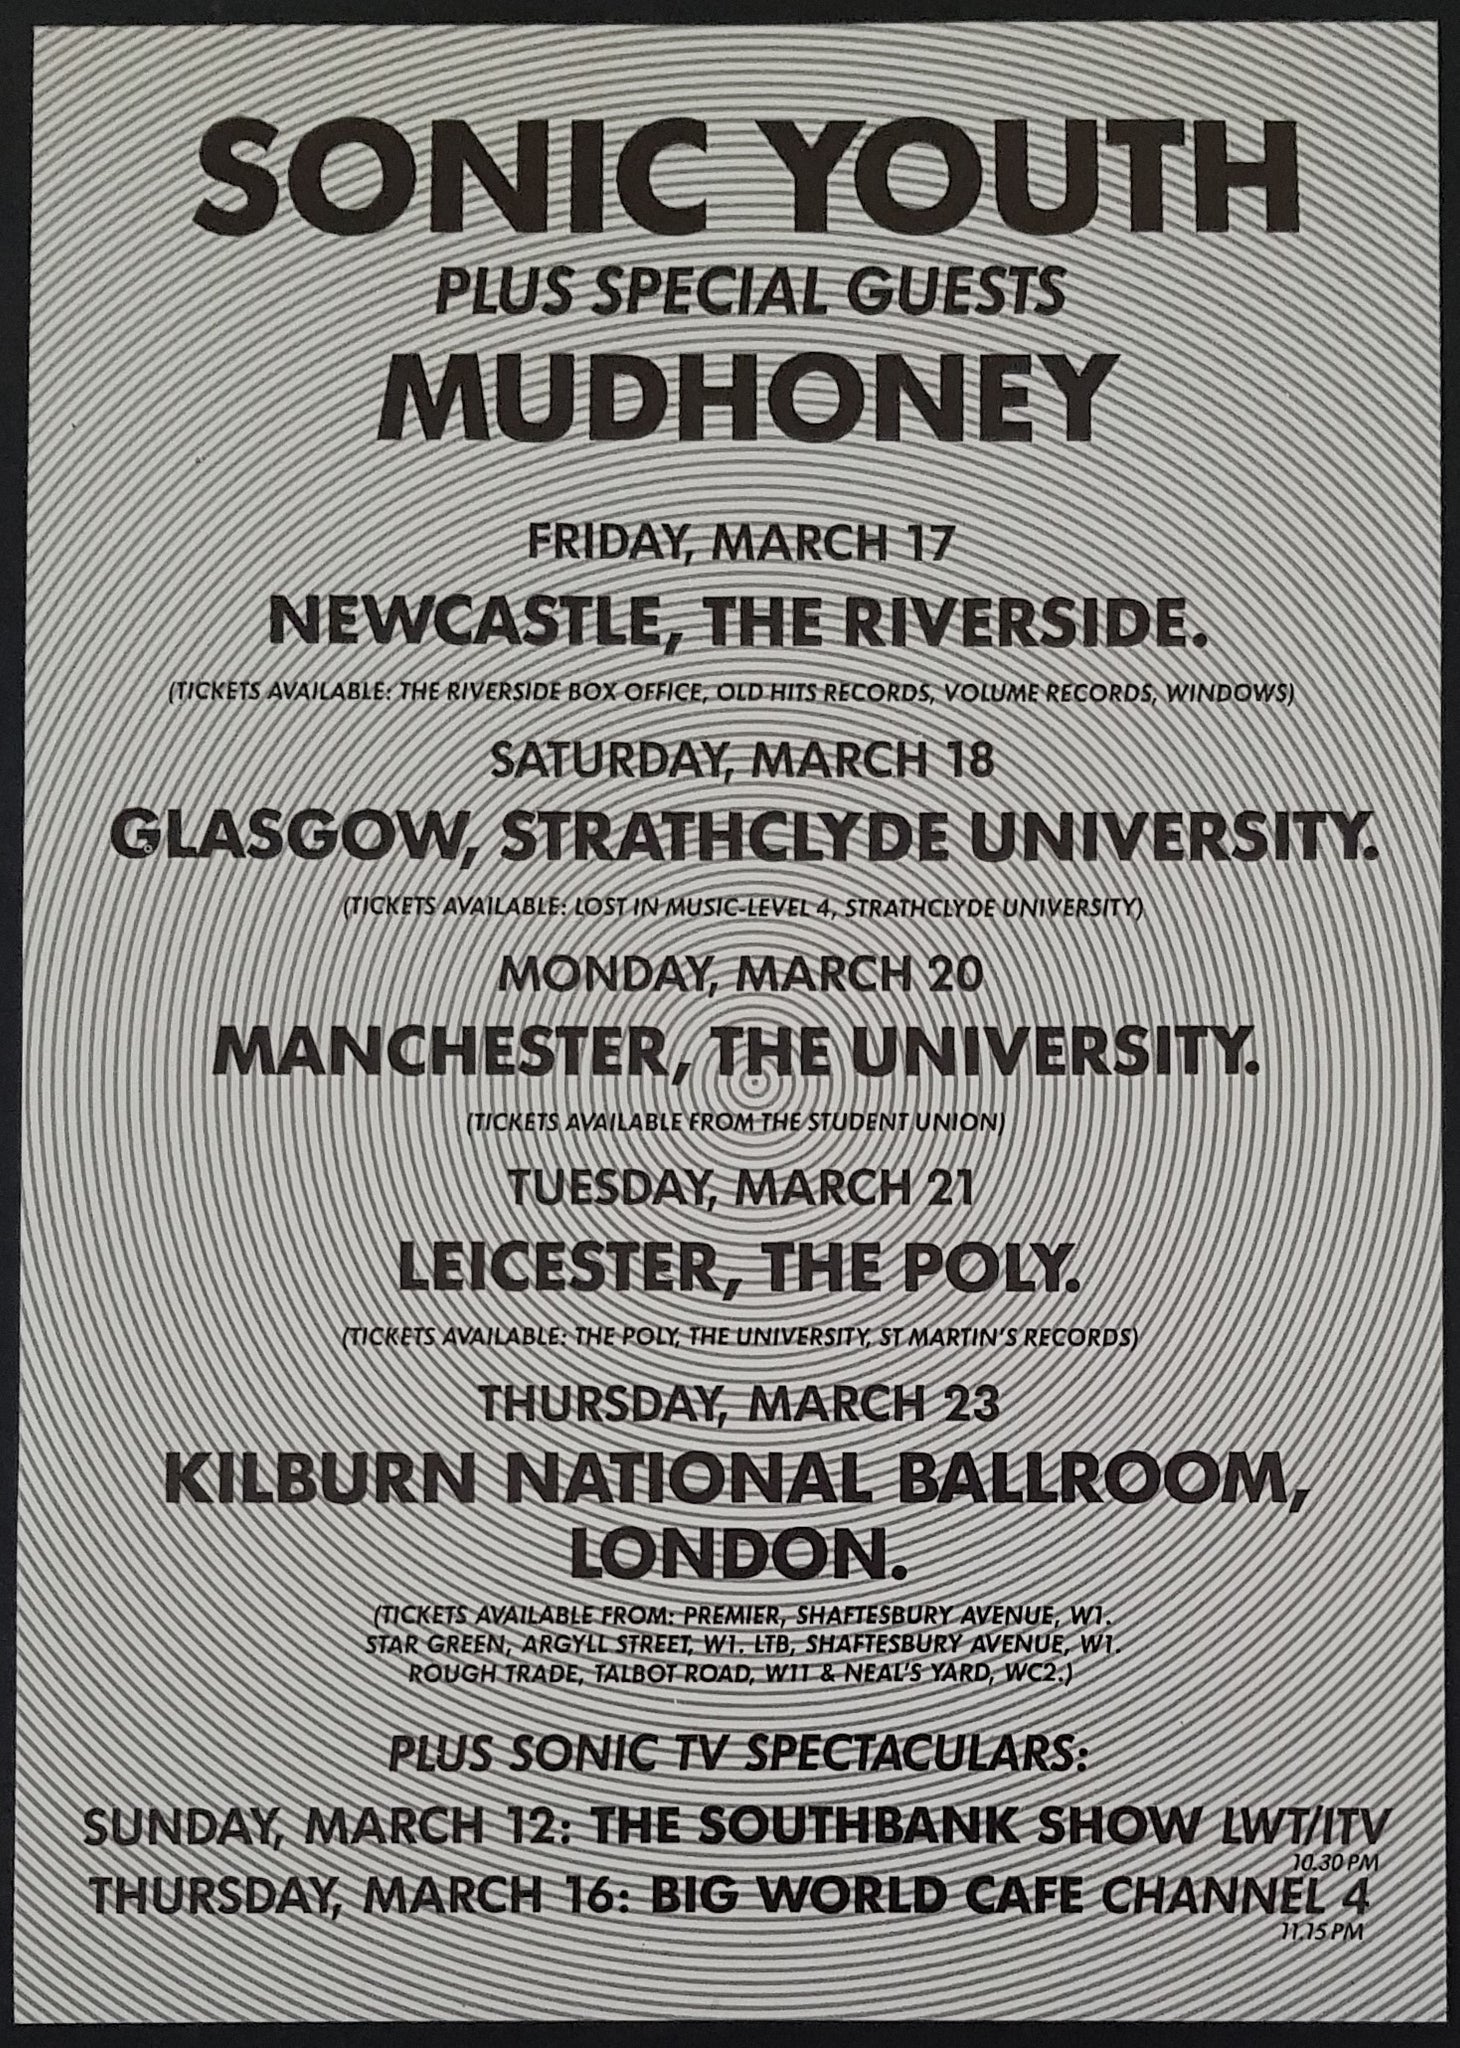 SONIC YOUTH
PLUS SPECIAL GUESTS
MUDHONEY
FRIDAY, MARCH 17
NEWCASTLE, THE RIVERSIDE.
(TICKETS AVAILABLE: THE RIVERSIDE BOX OFFICE, OLD HITS RECORDS, VOLUME RECORDS, WINDOWS)
SATURDAY, MARCH 18
GLASGOW, STRATHCLYDE UNIVERSITY.
(TICKETS AVAILABLE: LOST IN MUSIC-LEVEL 4, STRATHCLYDE UNIVERSITY)
MONDAY, MARCH 20
MANCHESTER, THE UNIVERSITY.
(TICKETS AVAILABLE FROM THE STUDENT UNION)
TUESDAY, MARCH 21
LEICESTER, THE POLY.
(TICKETS AVAILABLE: THE POLY, THE UNIVERSITY, ST MARTIN'S RECORDS)
THURSDAY, MARCH 23
KILBURN NATIONAL BALLROOM,
LONDON.
(TICKETS AVAILABLE FROM: PREMIER, SHAFTESBURY AVENUE, W1.
STAR GREEN, ARGYLL STREET, W1. LTB, SHAFTESBURY AVENUE, W1.
ROUGH TRADE, TALBOT ROAD, W11 & NEAL'S YARD, WC2.)
PLUS SONIC TV SPECTACULARS:
SUNDAY, MARCH 12: THE SOUTHBANK SHOW LWT/ITV
10.30 PM
THURSDAY, MARCH 16: BIG WORLD CAFE CHANNEL 4
11.15 PM